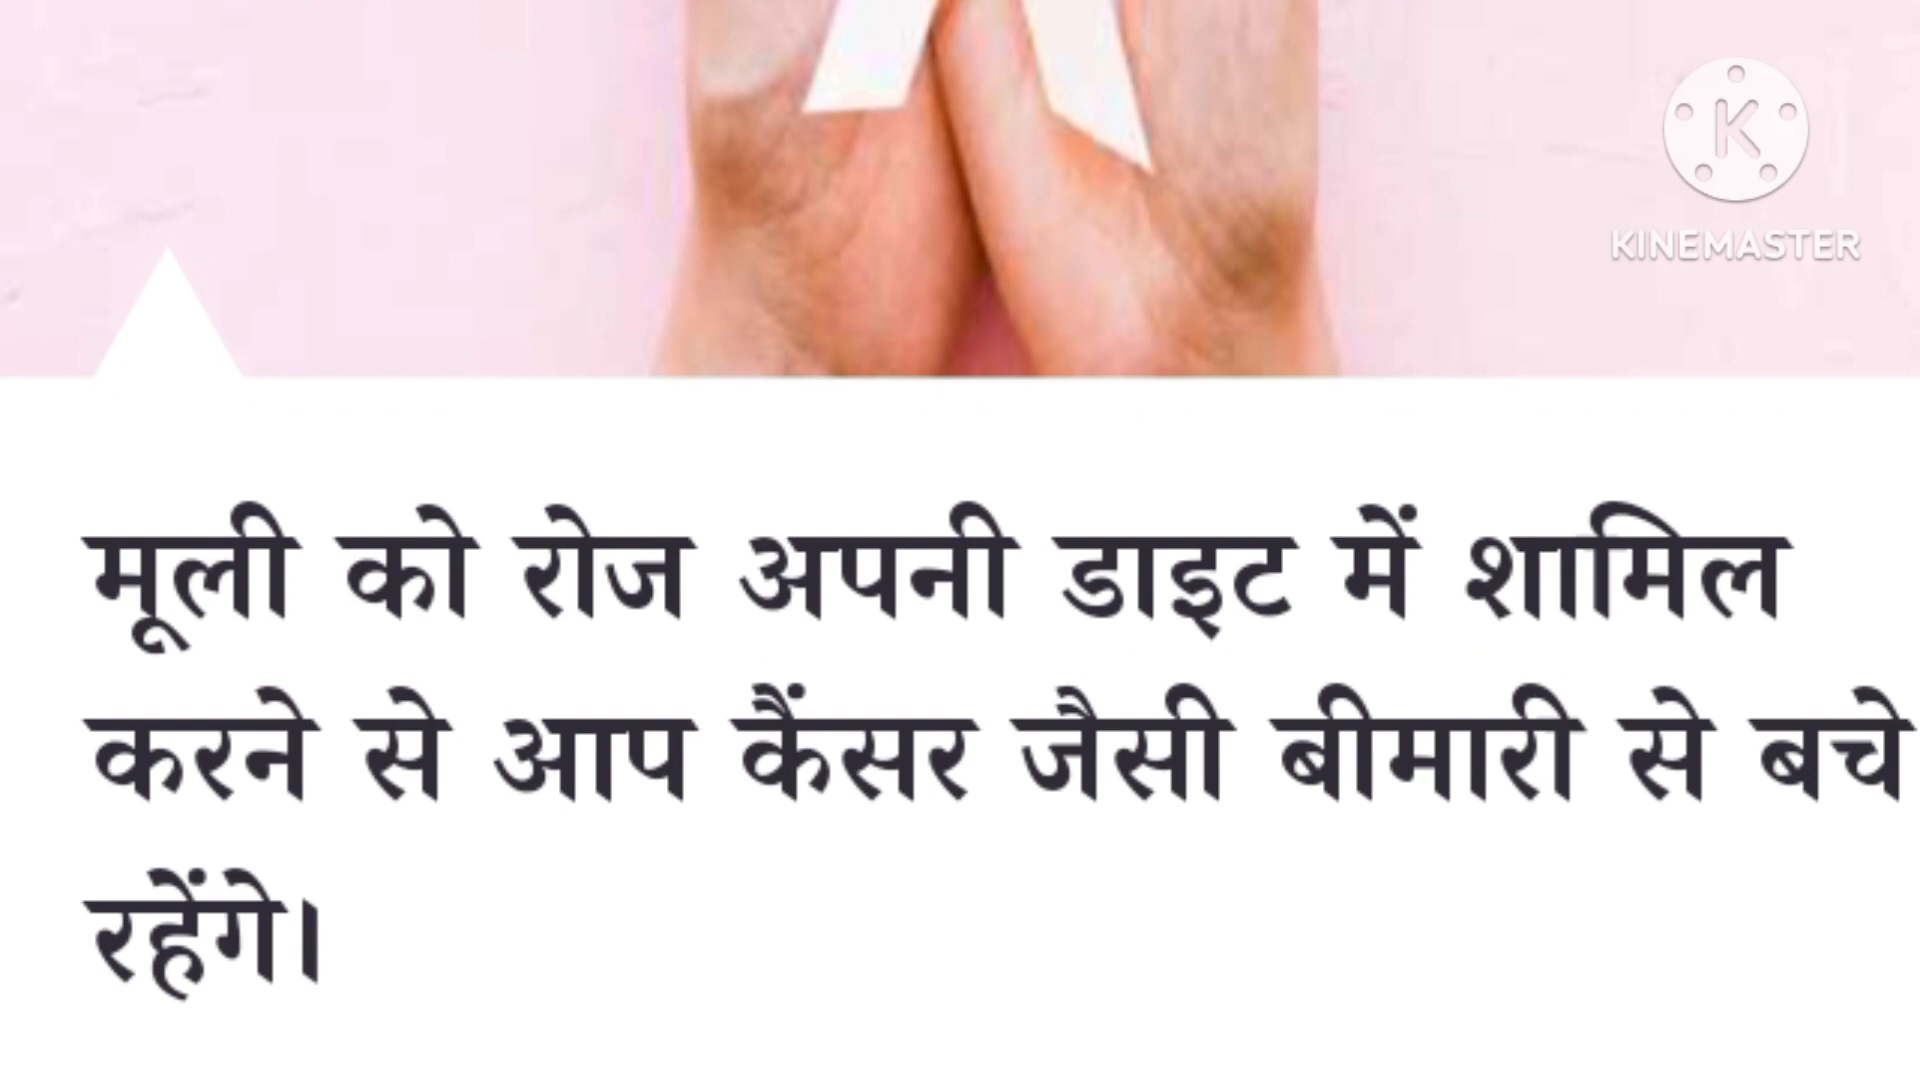 K
KINEMASTER
मूली को रोज अपनी डाइट में शामिल
करने से आप कैंसर जैसी बीमारी से बचे
रहेंगे।